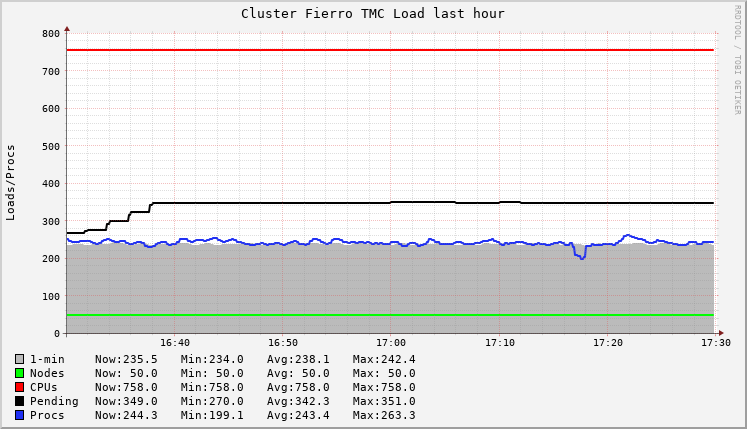 Cluster Fierro TMC Load last hour
RRDTOOL / TOBI OETIKER
Loads/Procs
800
700
600
500
400
300
200
100
0
16:40 16:50 17:00 17:10 17:20 17:30
1-min Now:235.5 Min:234.0 Avg:238.1 Max:242.4
Nodes Now: 50.0 Min: 50.0 Avg: 50.0 Max: 50.0
CPUs Now:758.0 Min:758.0 Avg:758.0 Max:758.0
Pending Now:349.0 Min:270.0 Avg:342.3 Max:351.0
Procs Now:244.3 Min:199.1 Avg:243.4 Max:263.3